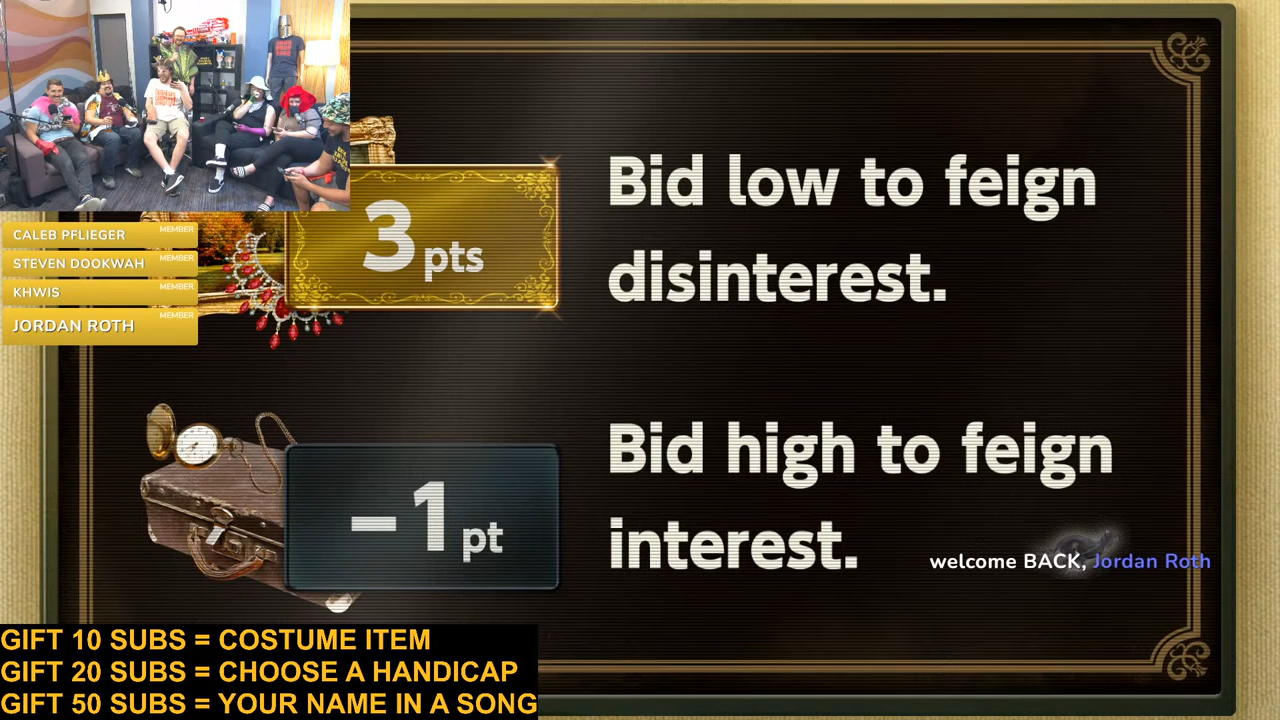 Bid low to feign
disinterest.
3 pts
CALEB PFLIEGER MEMBER
STEVEN DOOKWAH MEMBER
KHWIS MEMBER
JORDAN ROTH MEMBER
Bid high to feign
interest.
-1 pt
welcome BACK, Jordan Roth
GIFT 10 SUBS = COSTUME ITEM
GIFT 20 SUBS = CHOOSE A HANDICAP
GIFT 50 SUBS = YOUR NAME IN A SONG